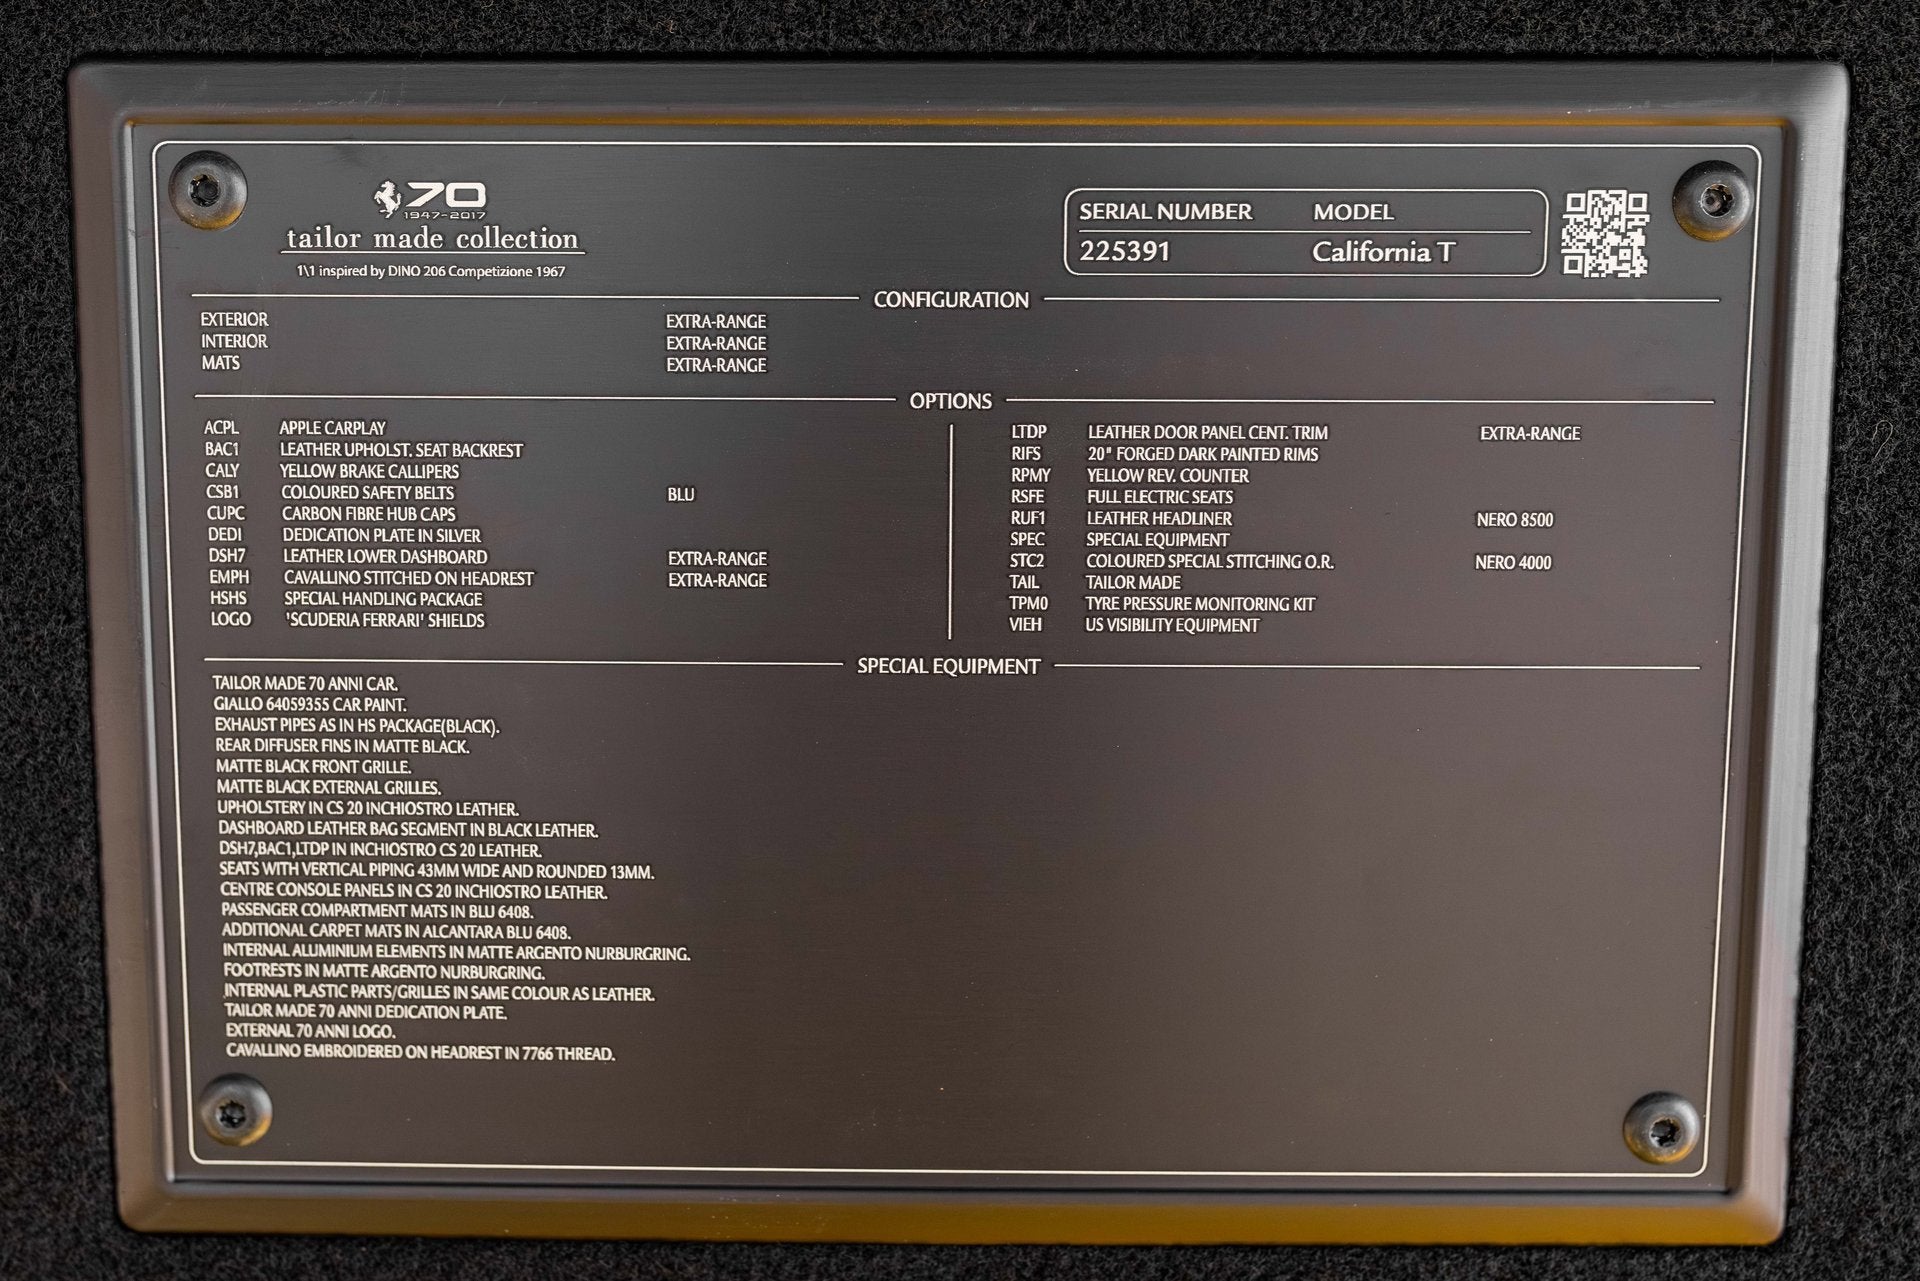 70
1947-2017
tailor made collection
1\1 inspired by DINO 206 Competizione 1967
SERIAL NUMBER MODEL
225391 California T
CONFIGURATION
EXTERIOR EXTRA-RANGE
INTERIOR EXTRA-RANGE
MATS EXTRA-RANGE
OPTIONS
ACPL APPLE CARPLAY
BAC1 LEATHER UPHOLST. SEAT BACKREST
CALY YELLOW BRAKE CALLIPERS
CSB1 COLOURED SAFETY BELTS BLU
CUPC CARBON FIBRE HUB CAPS
DEDI DEDICATION PLATE IN SILVER
DSH7 LEATHER LOWER DASHBOARD EXTRA-RANGE
EMPH CAVALLINO STITCHED ON HEADREST EXTRA-RANGE
HSHS SPECIAL HANDLING PACKAGE
LOGO 'SCUDERIA FERRARI' SHIELDS
LTDP LEATHER DOOR PANEL CENT. TRIM EXTRA-RANGE
RIFS 20" FORGED DARK PAINTED RIMS
RPMY YELLOW REV. COUNTER
RSFE FULL ELECTRIC SEATS
RUF1 LEATHER HEADLINER NERO 8500
SPEC SPECIAL EQUIPMENT
STC2 COLOURED SPECIAL STITCHING O.R. NERO 4000
TAIL TAILOR MADE
TPM0 TYRE PRESSURE MONITORING KIT
VIEH US VISIBILITY EQUIPMENT
SPECIAL EQUIPMENT
TAILOR MADE 70 ANNI CAR.
GIALLO 64059355 CAR PAINT.
EXHAUST PIPES AS IN HS PACKAGE(BLACK).
REAR DIFFUSER FINS IN MATTE BLACK.
MATTE BLACK FRONT GRILLE.
MATTE BLACK EXTERNAL GRILLES.
UPHOLSTERY IN CS 20 INCHIOSTRO LEATHER.
DASHBOARD LEATHER BAG SEGMENT IN BLACK LEATHER.
DSH7,BAC1,LTDP IN INCHIOSTRO CS 20 LEATHER.
SEATS WITH VERTICAL PIPING 43MM WIDE AND ROUNDED 13MM.
CENTRE CONSOLE PANELS IN CS 20 INCHIOSTRO LEATHER.
PASSENGER COMPARTMENT MATS IN BLU 6408.
ADDITIONAL CARPET MATS IN ALCANTARA BLU 6408.
INTERNAL ALUMINIUM ELEMENTS IN MATTE ARGENTO NURBURGRING.
FOOTRESTS IN MATTE ARGENTO NURBURGRING.
INTERNAL PLASTIC PARTS/GRILLES IN SAME COLOUR AS LEATHER.
TAILOR MADE 70 ANNI DEDICATION PLATE.
EXTERNAL 70 ANNI LOGO.
CAVALLINO EMBROIDERED ON HEADREST IN 7766 THREAD.